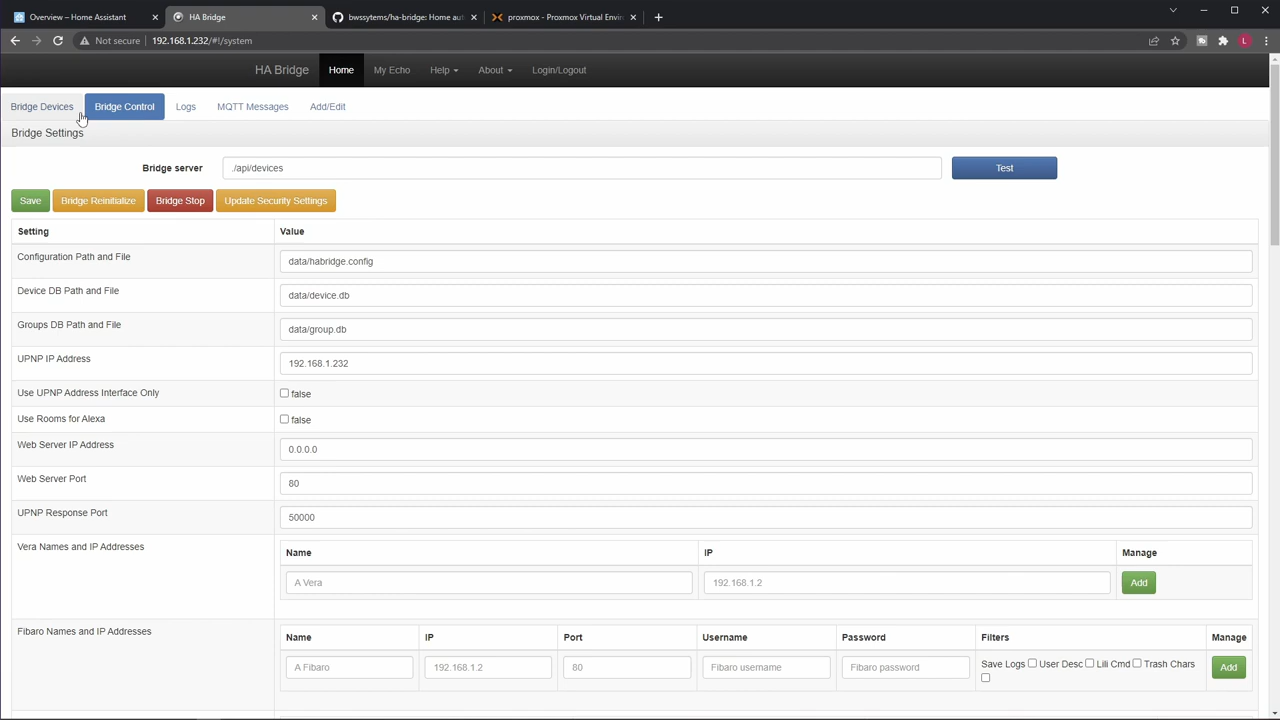 Overview – Home Assistant
HA Bridge
bwssytems/ha-bridge: Home aut
proxmox - Proxmox Virtual Envir
Not secure
192.168.1.232/#!/system
L
HA Bridge
Home
My Echo
Help
About
Login/Logout
Bridge Devices
Bridge Control
Logs
MQTT Messages
Add/Edit
Bridge Settings
Bridge server
./api/devices
Test
Save
Bridge Reinitialize
Bridge Stop
Update Security Settings
Setting
Value
Configuration Path and File
data/habridge.config
Device DB Path and File
data/device.db
Groups DB Path and File
data/group.db
UPNP IP Address
192.168.1.232
Use UPNP Address Interface Only
false
Use Rooms for Alexa
false
Web Server IP Address
0.0.0.0
Web Server Port
80
UPNP Response Port
50000
Vera Names and IP Addresses
Name
IP
Manage
A Vera
192.168.1.2
Add
Fibaro Names and IP Addresses
Name
IP
Port
Username
Password
Filters
Manage
A Fibaro
192.168.1.2
80
Fibaro username
Fibaro password
Save Logs
User Desc
Lili Cmd
Trash Chars
Add